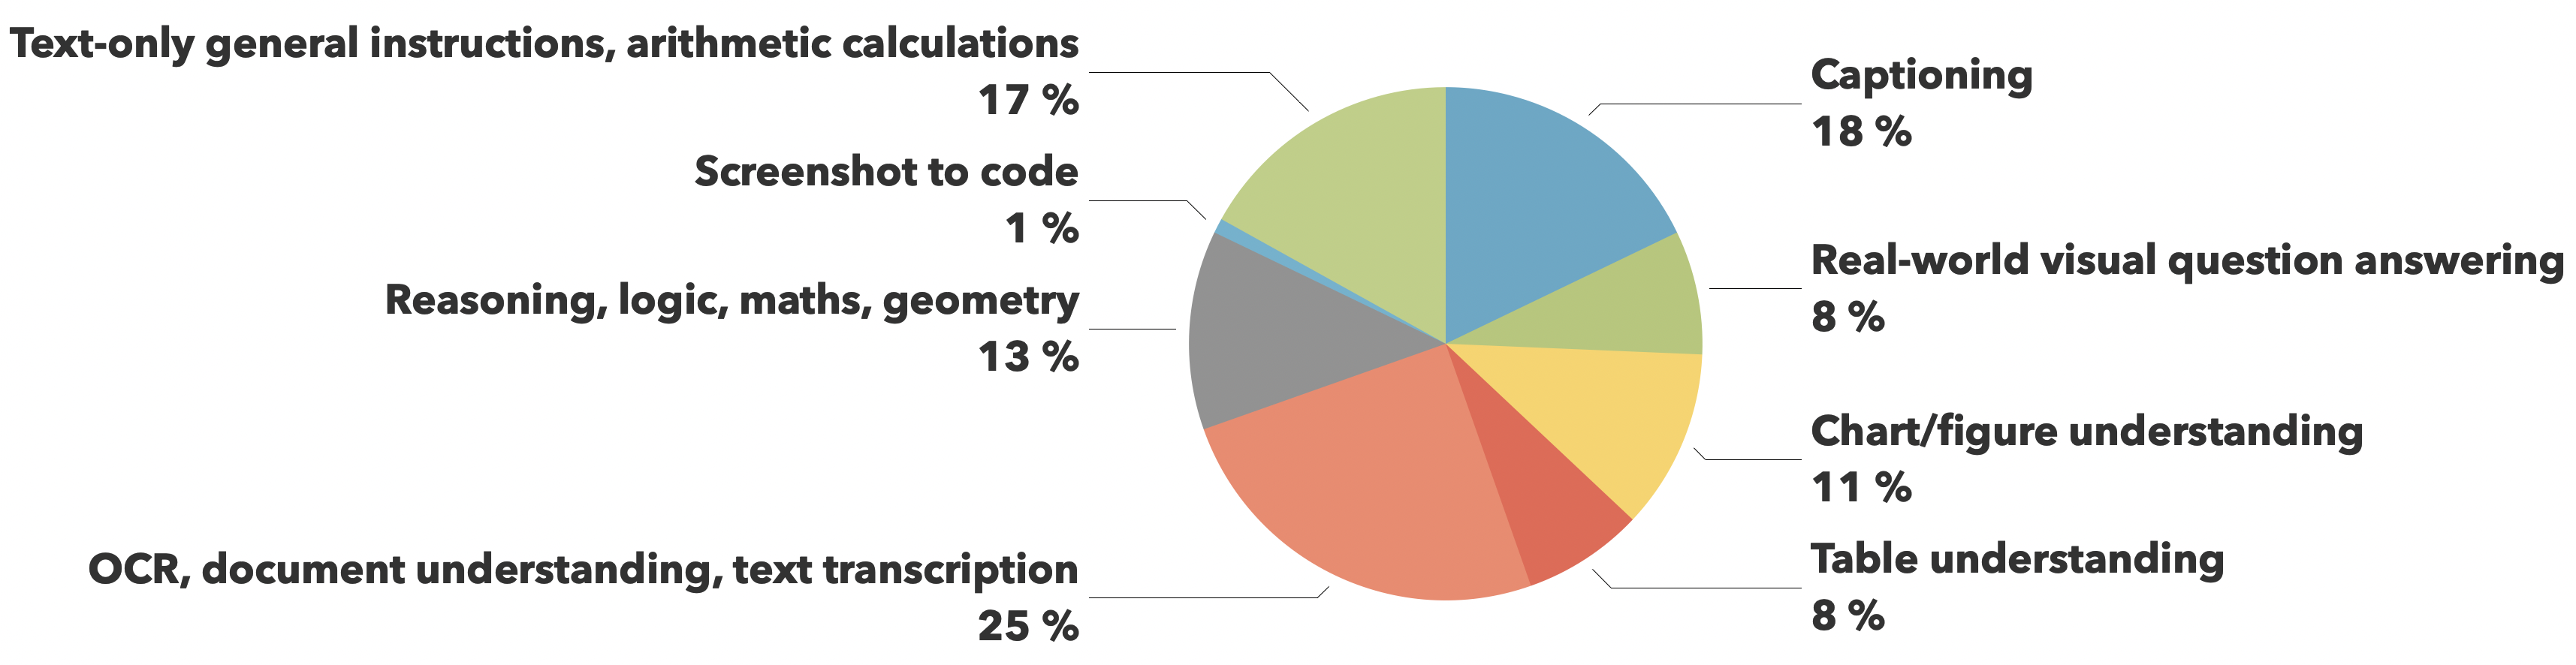 Text-only general instructions, arithmetic calculations
17 %
Screenshot to code
1 %
Reasoning, logic, maths, geometry
13 %
OCR, document understanding, text transcription
25 %
Captioning
18 %
Real-world visual question answering
8 %
Chart/figure understanding
11 %
Table understanding
8 %